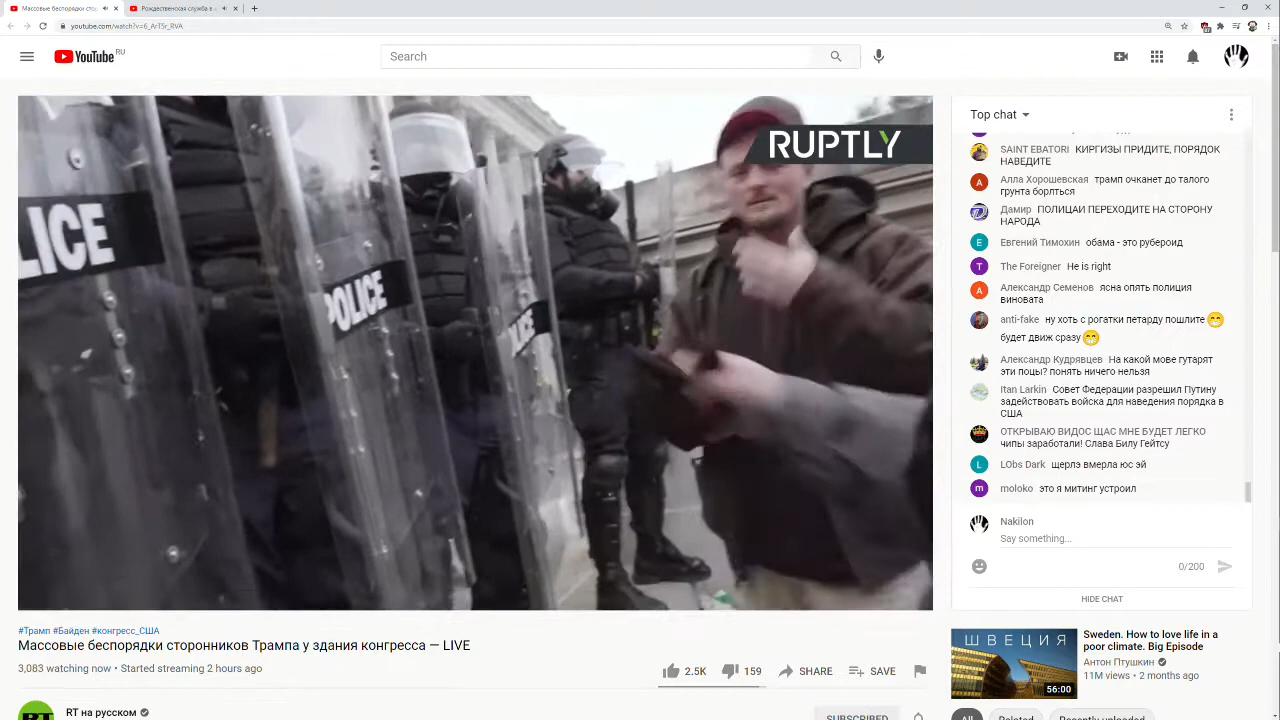 Массовые беспорядки сто
Рождественская служба в
youtube.com/watch?v=6_ArT5r_RVA
YouTube RU
Search
RUPTLY
LICE
POLICE
Top chat
SAINT EBATORI КИРГИЗЫ ПРИДИТЕ, ПОРЯДОК
НАВЕДИТЕ
Алла Хорошевская трамп очканет до талого
грунта борлться
Дамир ПОЛИЦАИ ПЕРЕХОДИТЕ НА СТОРОНУ
НАРОДА
Евгений Тимохин обама - это рубероид
The Foreigner He is right
Александр Семенов ясна опять полиция
виновата
anti-fake ну хоть с рогатки петарду пошлите 😁
будет движ сразу 😁
Александр Кудрявцев На какой мове гутарят
эти поцы? понять ничего нельзя
Itan Larkin Совет Федерации разрешил Путину
задействовать войска для наведения порядка в
США
ОТКРЫВАЮ ВИДОС ЩАС МНЕ БУДЕТ ЛЕГКО
чипы заработали! Слава Билу Гейтсу
LObs Dark щерлэ вмерла юс эй
moloko это я митинг устроил
Nakilon
Say something...
0/200
HIDE CHAT
#Трамп #Байден #конгресс_США
Массовые беспорядки сторонников Трампа у здания конгресса — LIVE
3,083 watching now • Started streaming 2 hours ago
2.5K 159 SHARE SAVE
RT RT на русском
SUBSCRIBED
ШВЕЦИЯ
56:00
Sweden. How to love life in a
poor climate. Big Episode
Антон Птушкин
11M views • 2 months ago
All Related Recently uploaded